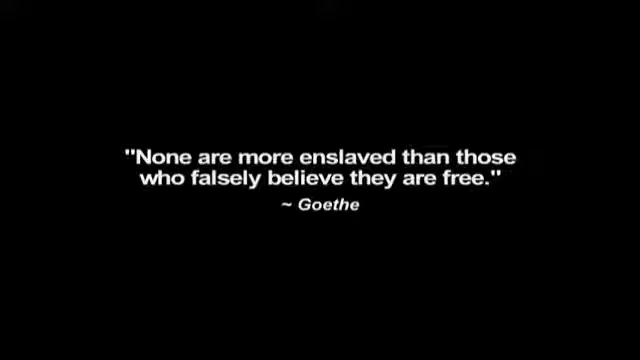 "None are more enslaved than those
who falsely believe they are free."
~ Goethe